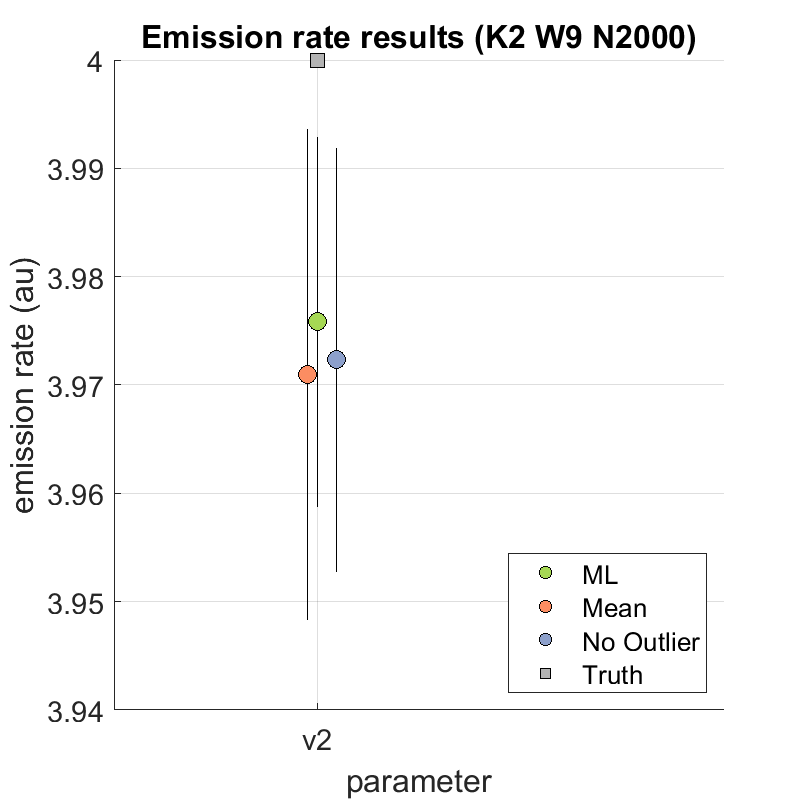 Emission rate results (K2 W9 N2000)
emission rate (au)
4
3.99
3.98
3.97
3.96
3.95
3.94
ML
Mean
No Outlier
Truth
v2
parameter